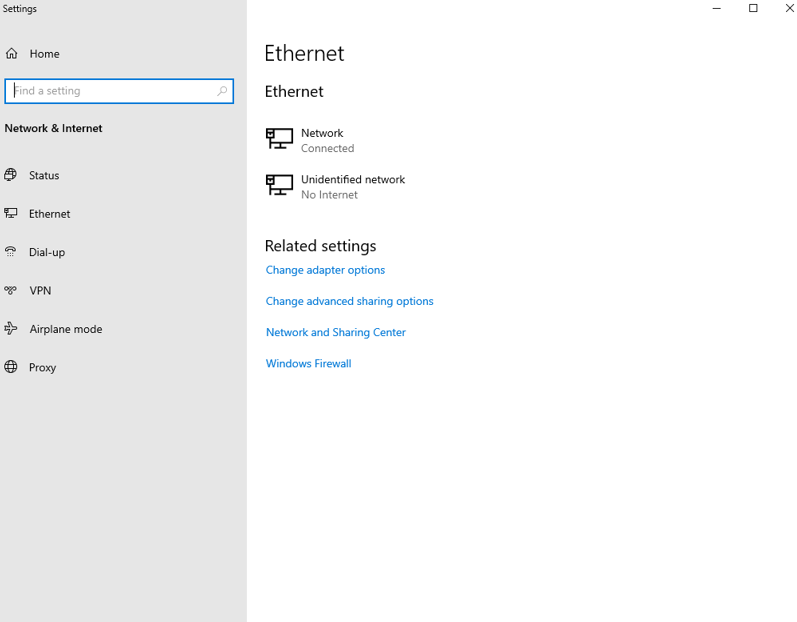 Settings
Home
Find a setting
Network & Internet
Status
Ethernet
Dial-up
VPN
Airplane mode
Proxy
Ethernet
Ethernet
Network
Connected
Unidentified network
No Internet
Related settings
Change adapter options
Change advanced sharing options
Network and Sharing Center
Windows Firewall